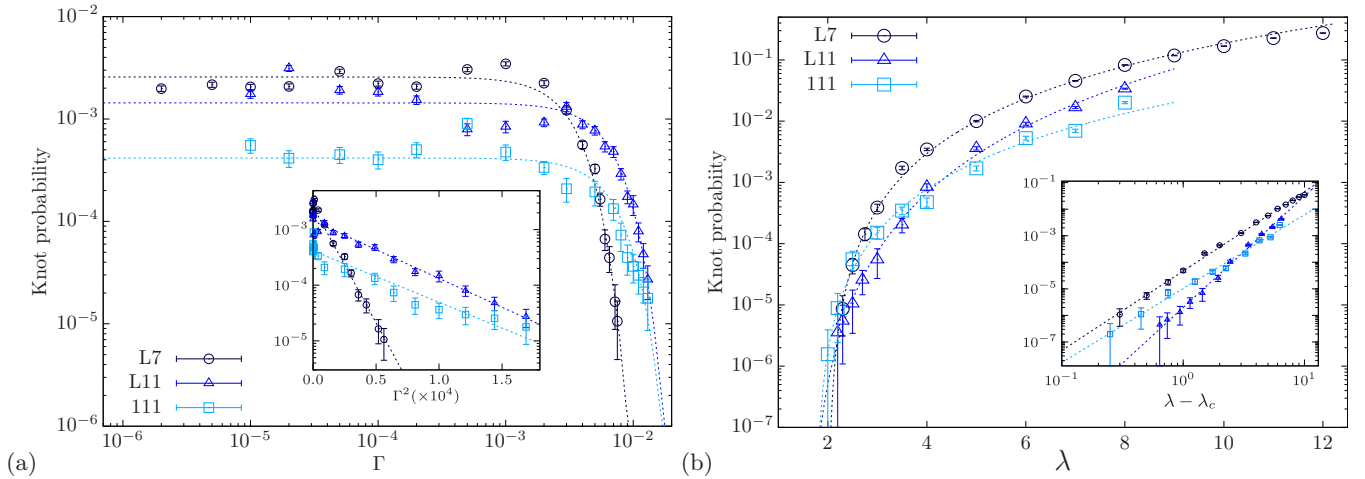 10^{-2}
10^{-3}
10^{-4}
10^{-5}
10^{-6}
Knot probability
10^{-6} 10^{-5} 10^{-4} 10^{-3} 10^{-2}
Γ
L7
L11
111
10^{-3}
10^{-4}
10^{-5}
0.0 0.5 1.0 1.5
Γ^2(×10^4)
(a)
10^{-1}
10^{-2}
10^{-3}
10^{-4}
10^{-5}
10^{-6}
10^{-7}
Knot probabiity
L7
L11
111
2 4 6 8 10 12
λ
10^{-1}
10^{-3}
10^{-5}
10^{-7}
10^{-1} 10^0 10^1
λ − λ_c
(b)